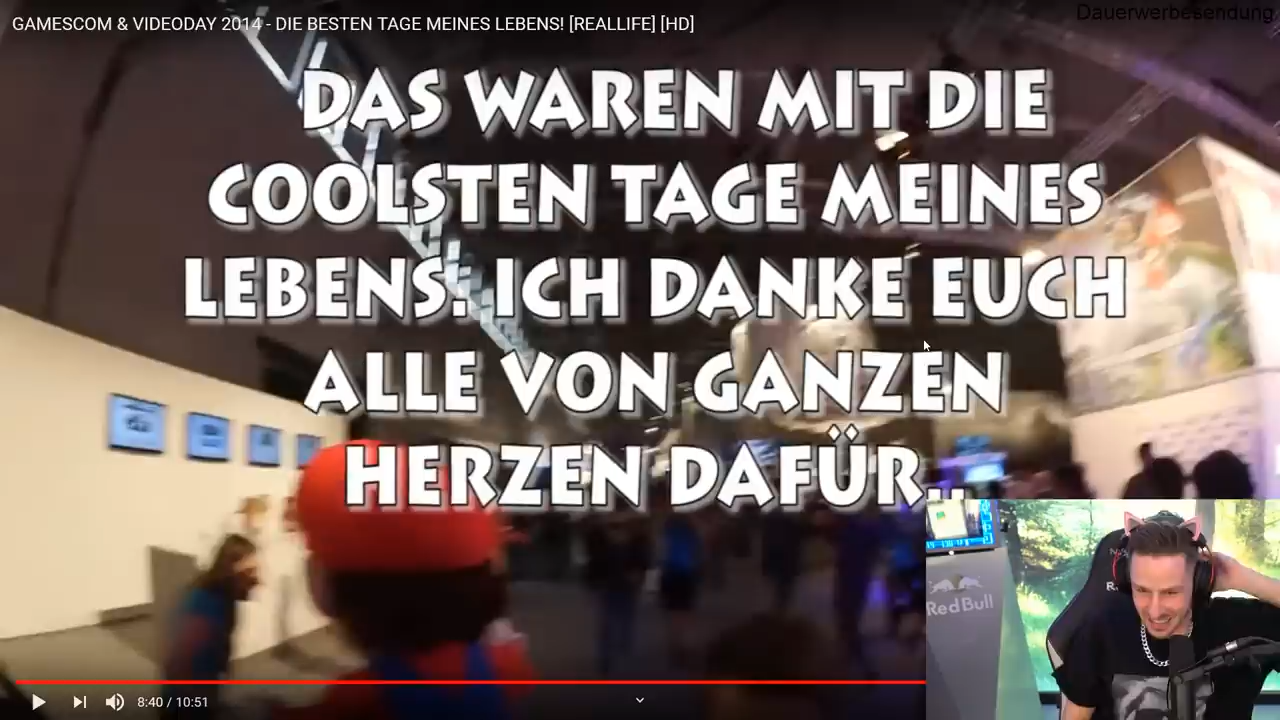 GAMESCOM & VIDEODAY 2014 - DIE BESTEN TAGE MEINES LEBENS! [REALLIFE] [HD]
Dauerwerbesendung
DAS WAREN MIT DIE
COOLSTEN TAGE MEINES
LEBENS. ICH DANKE EUCH
ALLE VON GANZEN
HERZEN DAFÜR..
Red Bull
8:40 / 10:51